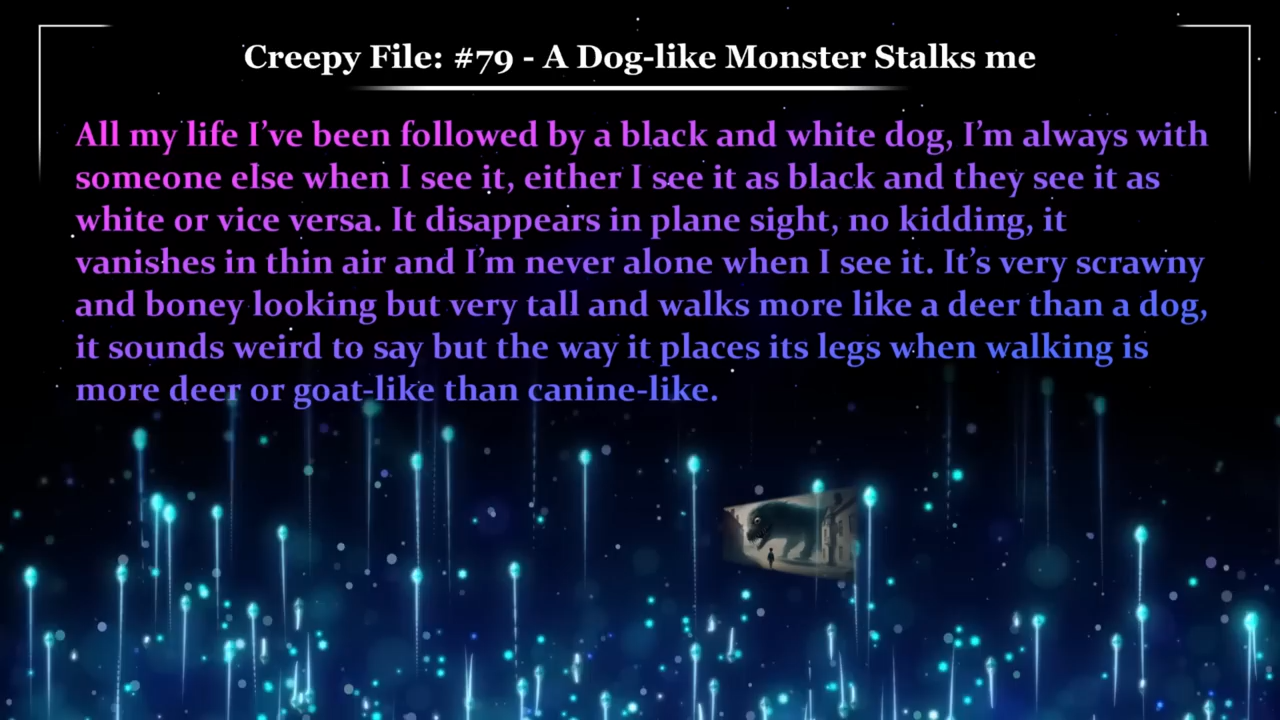 Creepy File: #79 - A Dog-like Monster Stalks me
All my life I’ve been followed by a black and white dog, I’m always with
someone else when I see it, either I see it as black and they see it as
white or vice versa. It disappears in plane sight, no kidding, it
vanishes in thin air and I’m never alone when I see it. It’s very scrawny
and boney looking but very tall and walks more like a deer than a dog,
it sounds weird to say but the way it places its legs when walking is
more deer or goat-like than canine-like.